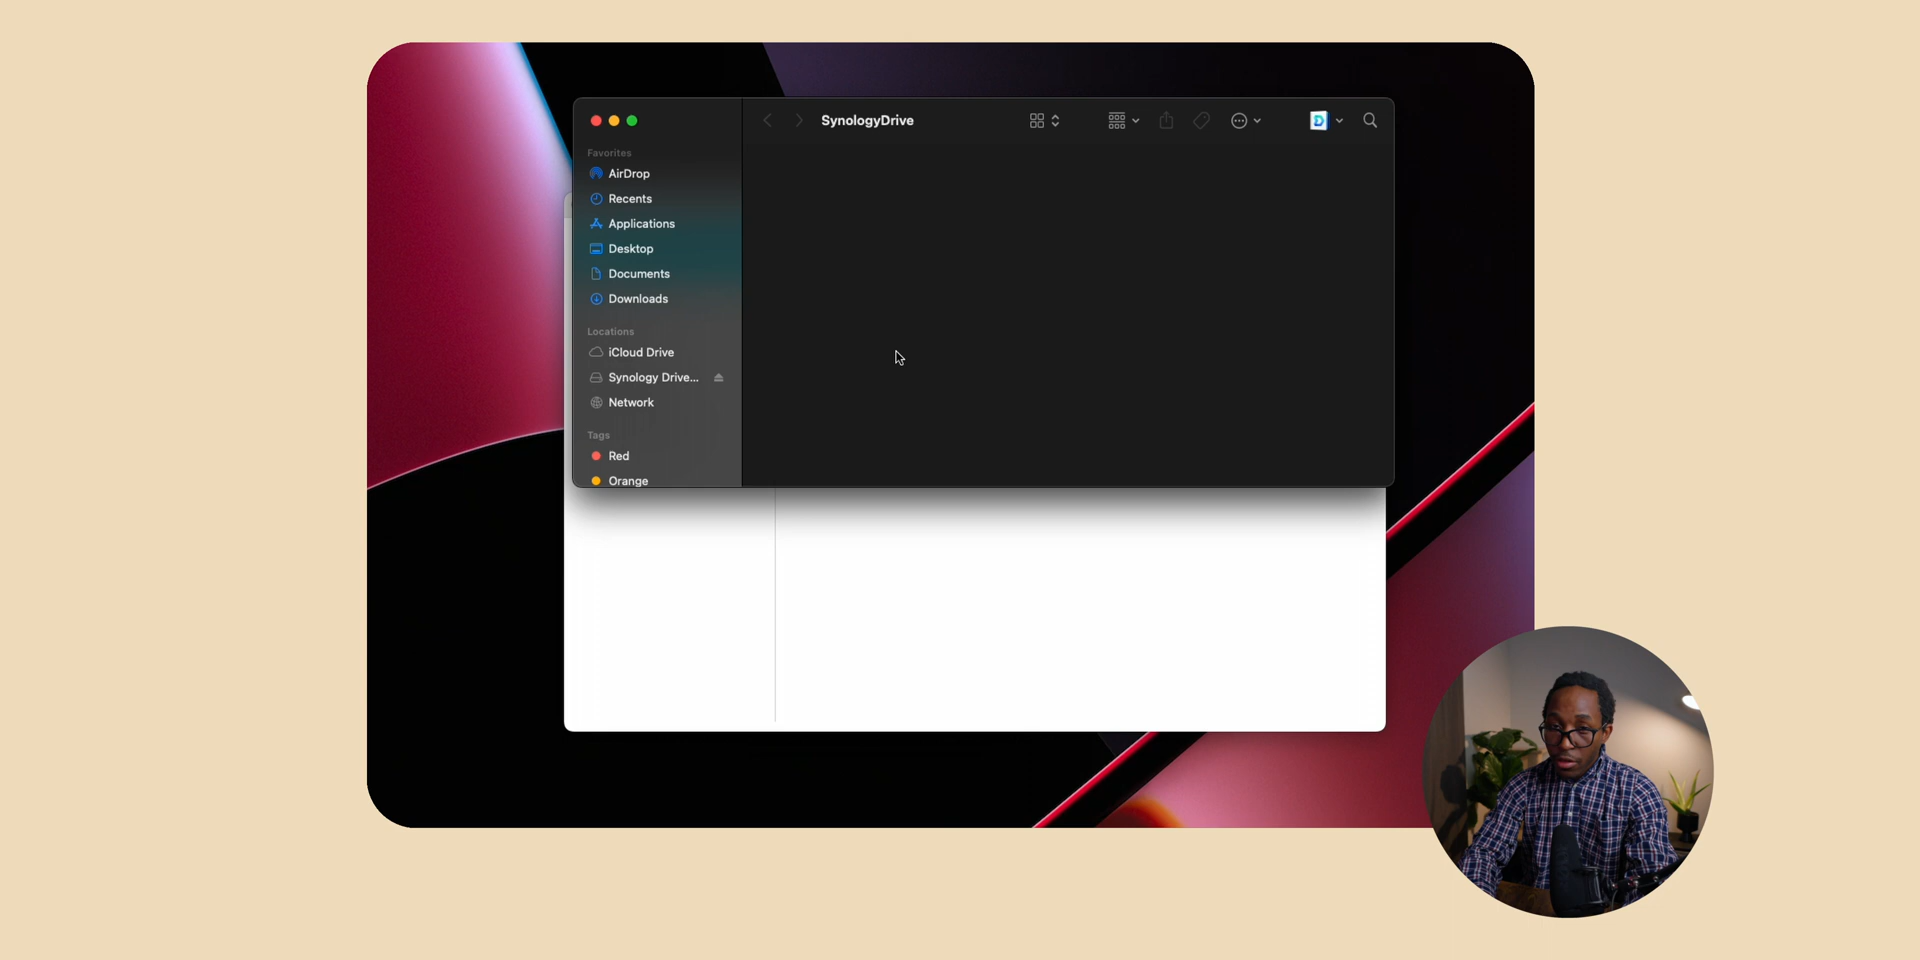 SynologyDrive
D
Favorites
AirDrop
Recents
Applications
Desktop
Documents
Downloads
Locations
iCloud Drive
Synology Drive...
Network
Tags
Red
Orange